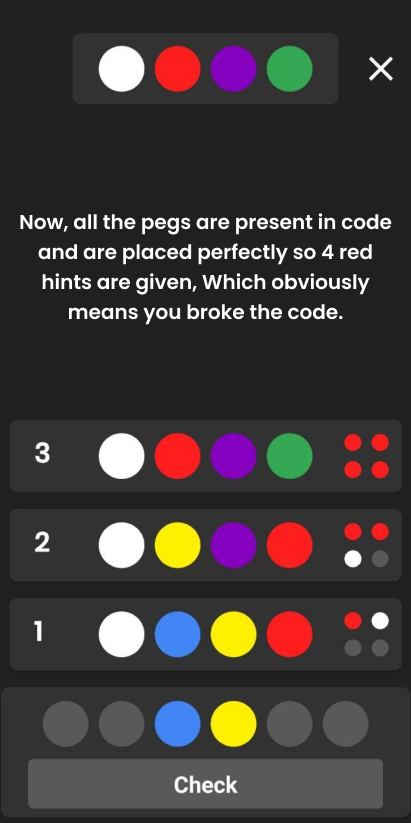 Now, all the pegs are present in code
and are placed perfectly so 4 red
hints are given, Which obviously
means you broke the code.
3
2
1
Check